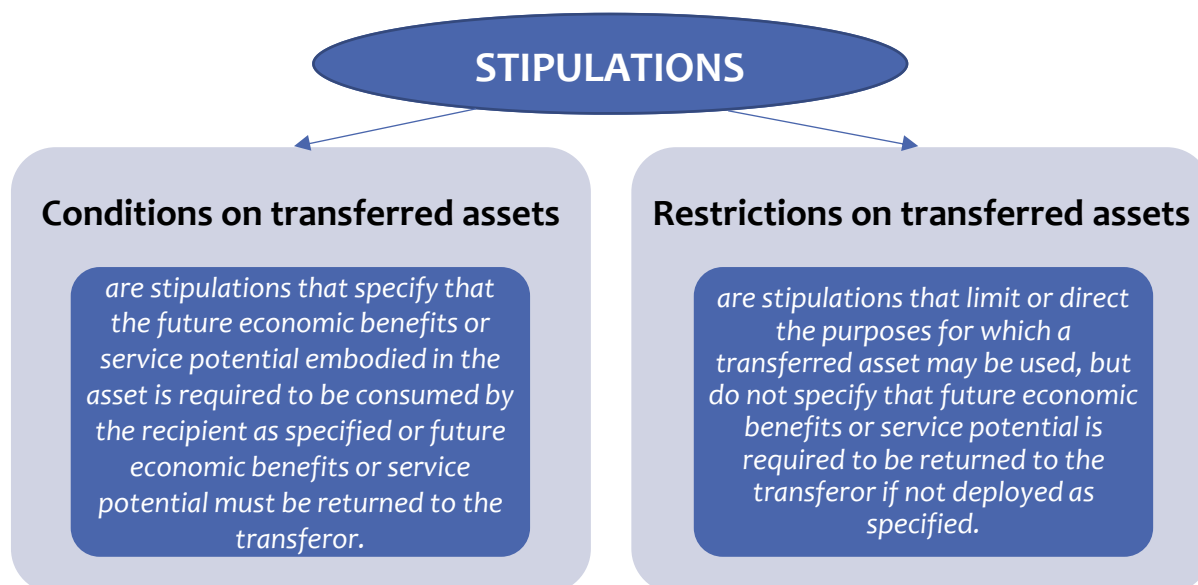 STIPULATIONS
Conditions on transferred assets
are stipulations that specify that
the future economic benefits or
service potential embodied in the
asset is required to be consumed by
the recipient as specified or future
economic benefits or service
potential must be returned to the
transferor.
Restrictions on transferred assets
are stipulations that limit or direct
the purposes for which a
transferred asset may be used, but
do not specify that future economic
benefits or service potential is
required to be returned to the
transferor if not deployed as
specified.